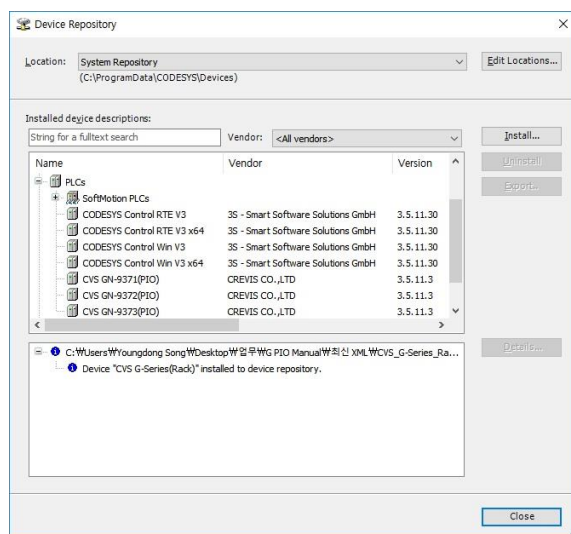 Device Repository
Location: System Repository Edit Locations...
(C:\ProgramData\CODESYS\Devices)
Installed device descriptions:
String for a fulltext search Vendor: <All vendors> Install...
Name Vendor Version Uninstall
PLCs Export...
SoftMotion PLCs
CODESYS Control RTE V3 3S - Smart Software Solutions GmbH 3.5.11.30
CODESYS Control RTE V3 x64 3S - Smart Software Solutions GmbH 3.5.11.30
CODESYS Control Win V3 3S - Smart Software Solutions GmbH 3.5.11.30
CODESYS Control Win V3 x64 3S - Smart Software Solutions GmbH 3.5.11.30
CVS GN-9371(PIO) CREVIS CO.,LTD 3.5.11.3
CVS GN-9372(PIO) CREVIS CO.,LTD 3.5.11.3
CVS GN-9373(PIO) CREVIS CO.,LTD 3.5.11.3
C:₩Users₩Youngdong Song₩Desktop₩업무₩G PIO Manual₩최신 XML₩CVS_G-Series_Ra... Details...
Device "CVS G-Series(Rack)" installed to device repository.
Close